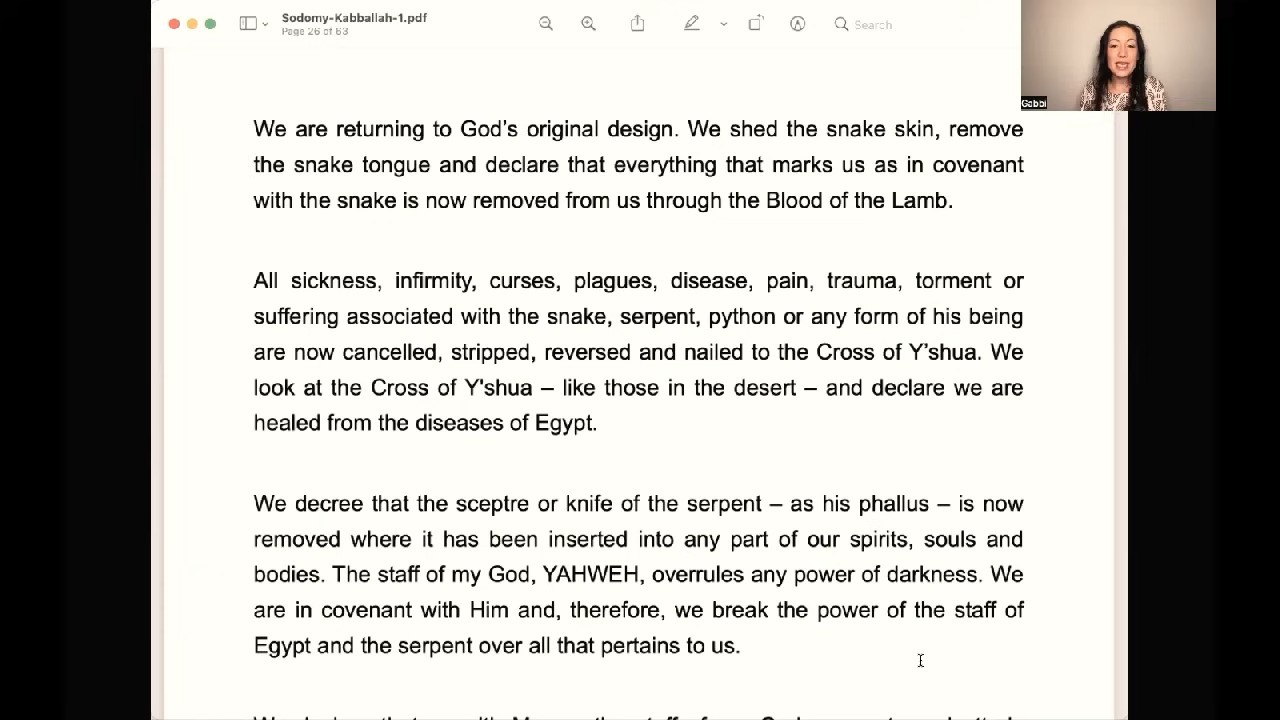 Sodomy-Kabballah-1.pdf
Page 26 of 63
Search
Gabbi
We are returning to God's original design. We shed the snake skin, remove
the snake tongue and declare that everything that marks us as in covenant
with the snake is now removed from us through the Blood of the Lamb.
All sickness, infirmity, curses, plagues, disease, pain, trauma, torment or
suffering associated with the snake, serpent, python or any form of his being
are now cancelled, stripped, reversed and nailed to the Cross of Y’shua. We
look at the Cross of Y'shua – like those in the desert – and declare we are
healed from the diseases of Egypt.
We decree that the sceptre or knife of the serpent – as his phallus – is now
removed where it has been inserted into any part of our spirits, souls and
bodies. The staff of my God, YAHWEH, overrules any power of darkness. We
are in covenant with Him and, therefore, we break the power of the staff of
Egypt and the serpent over all that pertains to us.